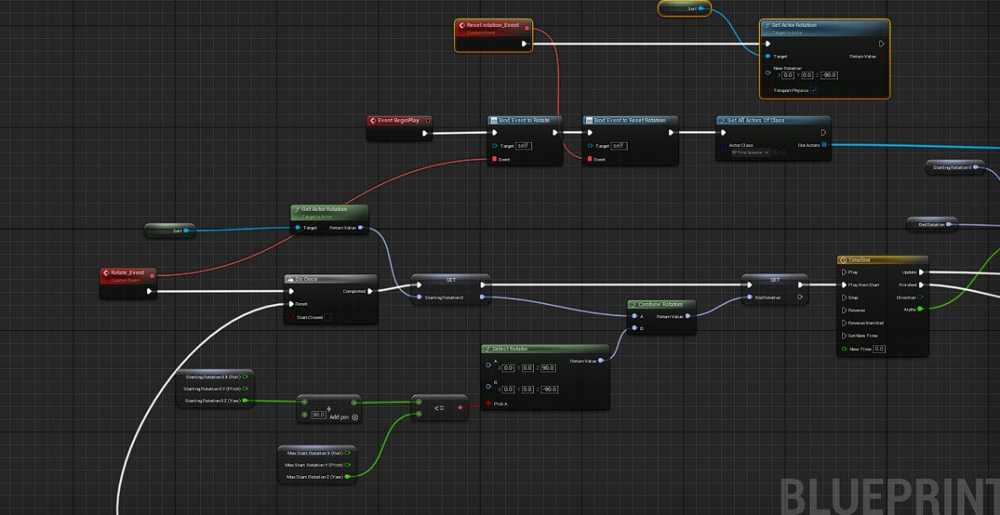 Self
Reset rotation_Event
Custom Event
Set Actor Rotation
Target is Actor
Target
Return Value
New Rotation
X 0.0 Y 0.0 Z -90.0
Teleport Physics
Event BeginPlay
Bind Event to Rotate
Target self
Event
Bind Event to Reset Rotation
Target self
Event
Get All Actors Of Class
Actor Class
Out Actors
Starting Rotation 0
End Rotation
Get Actor Rotation
Target is Actor
Target
Return Value
Self
Rotate_Event
Custom Event
Do Once
Completed
Reset
Start Closed
SET
Starting Rotation 0
SET
End Rotation
Timeline
Play
Update
Play from Start
Finished
Stop
Direction
Reverse
Alpha
Reverse from End
Set New Time
New Time 0.0
Combine Rotators
A
Return Value
B
Select Rotator
A
Return Value
X 0.0 Y 0.0 Z 90.0
B
X 0.0 Y 0.0 Z -90.0
Pick A
Starting Rotation 0 X (Roll)
Starting Rotation 0 Y (Pitch)
Starting Rotation 0 Z (Yaw)
+
90.0
Add pin
<=
Max Start Rotation X (Roll)
Max Start Rotation Y (Pitch)
Max Start Rotation Z (Yaw)
BLUEPRINT